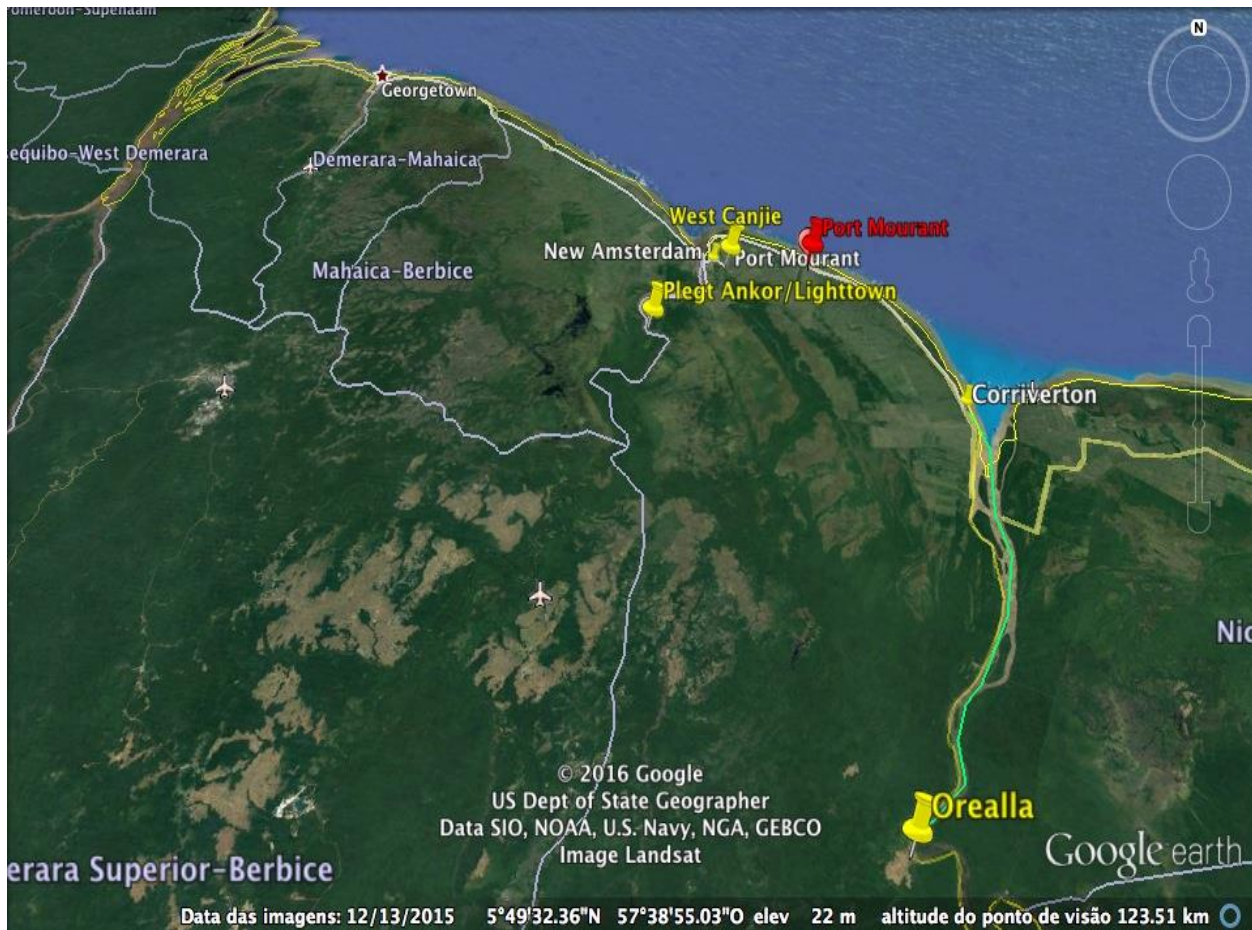 omeroon-Supenaam
N
Georgetown
equibo-West Demerara
Demerara-Mahaica
West Canjie
Port Mourant
New Amsterdam
Port Mourant
Mahaica-Berbice
Plegt Ankor/Lighttown
Corriverton
Nic
© 2016 Google
US Dept of State Geographer
Data SIO, NOAA, U.S. Navy, NGA, GEBCO
Image Landsat
Orealla
Google earth
erara Superior-Berbice
Data das imagens: 12/13/2015 5°49'32.36"N 57°38'55.03"O elev 22 m altitude do ponto de visão 123.51 km